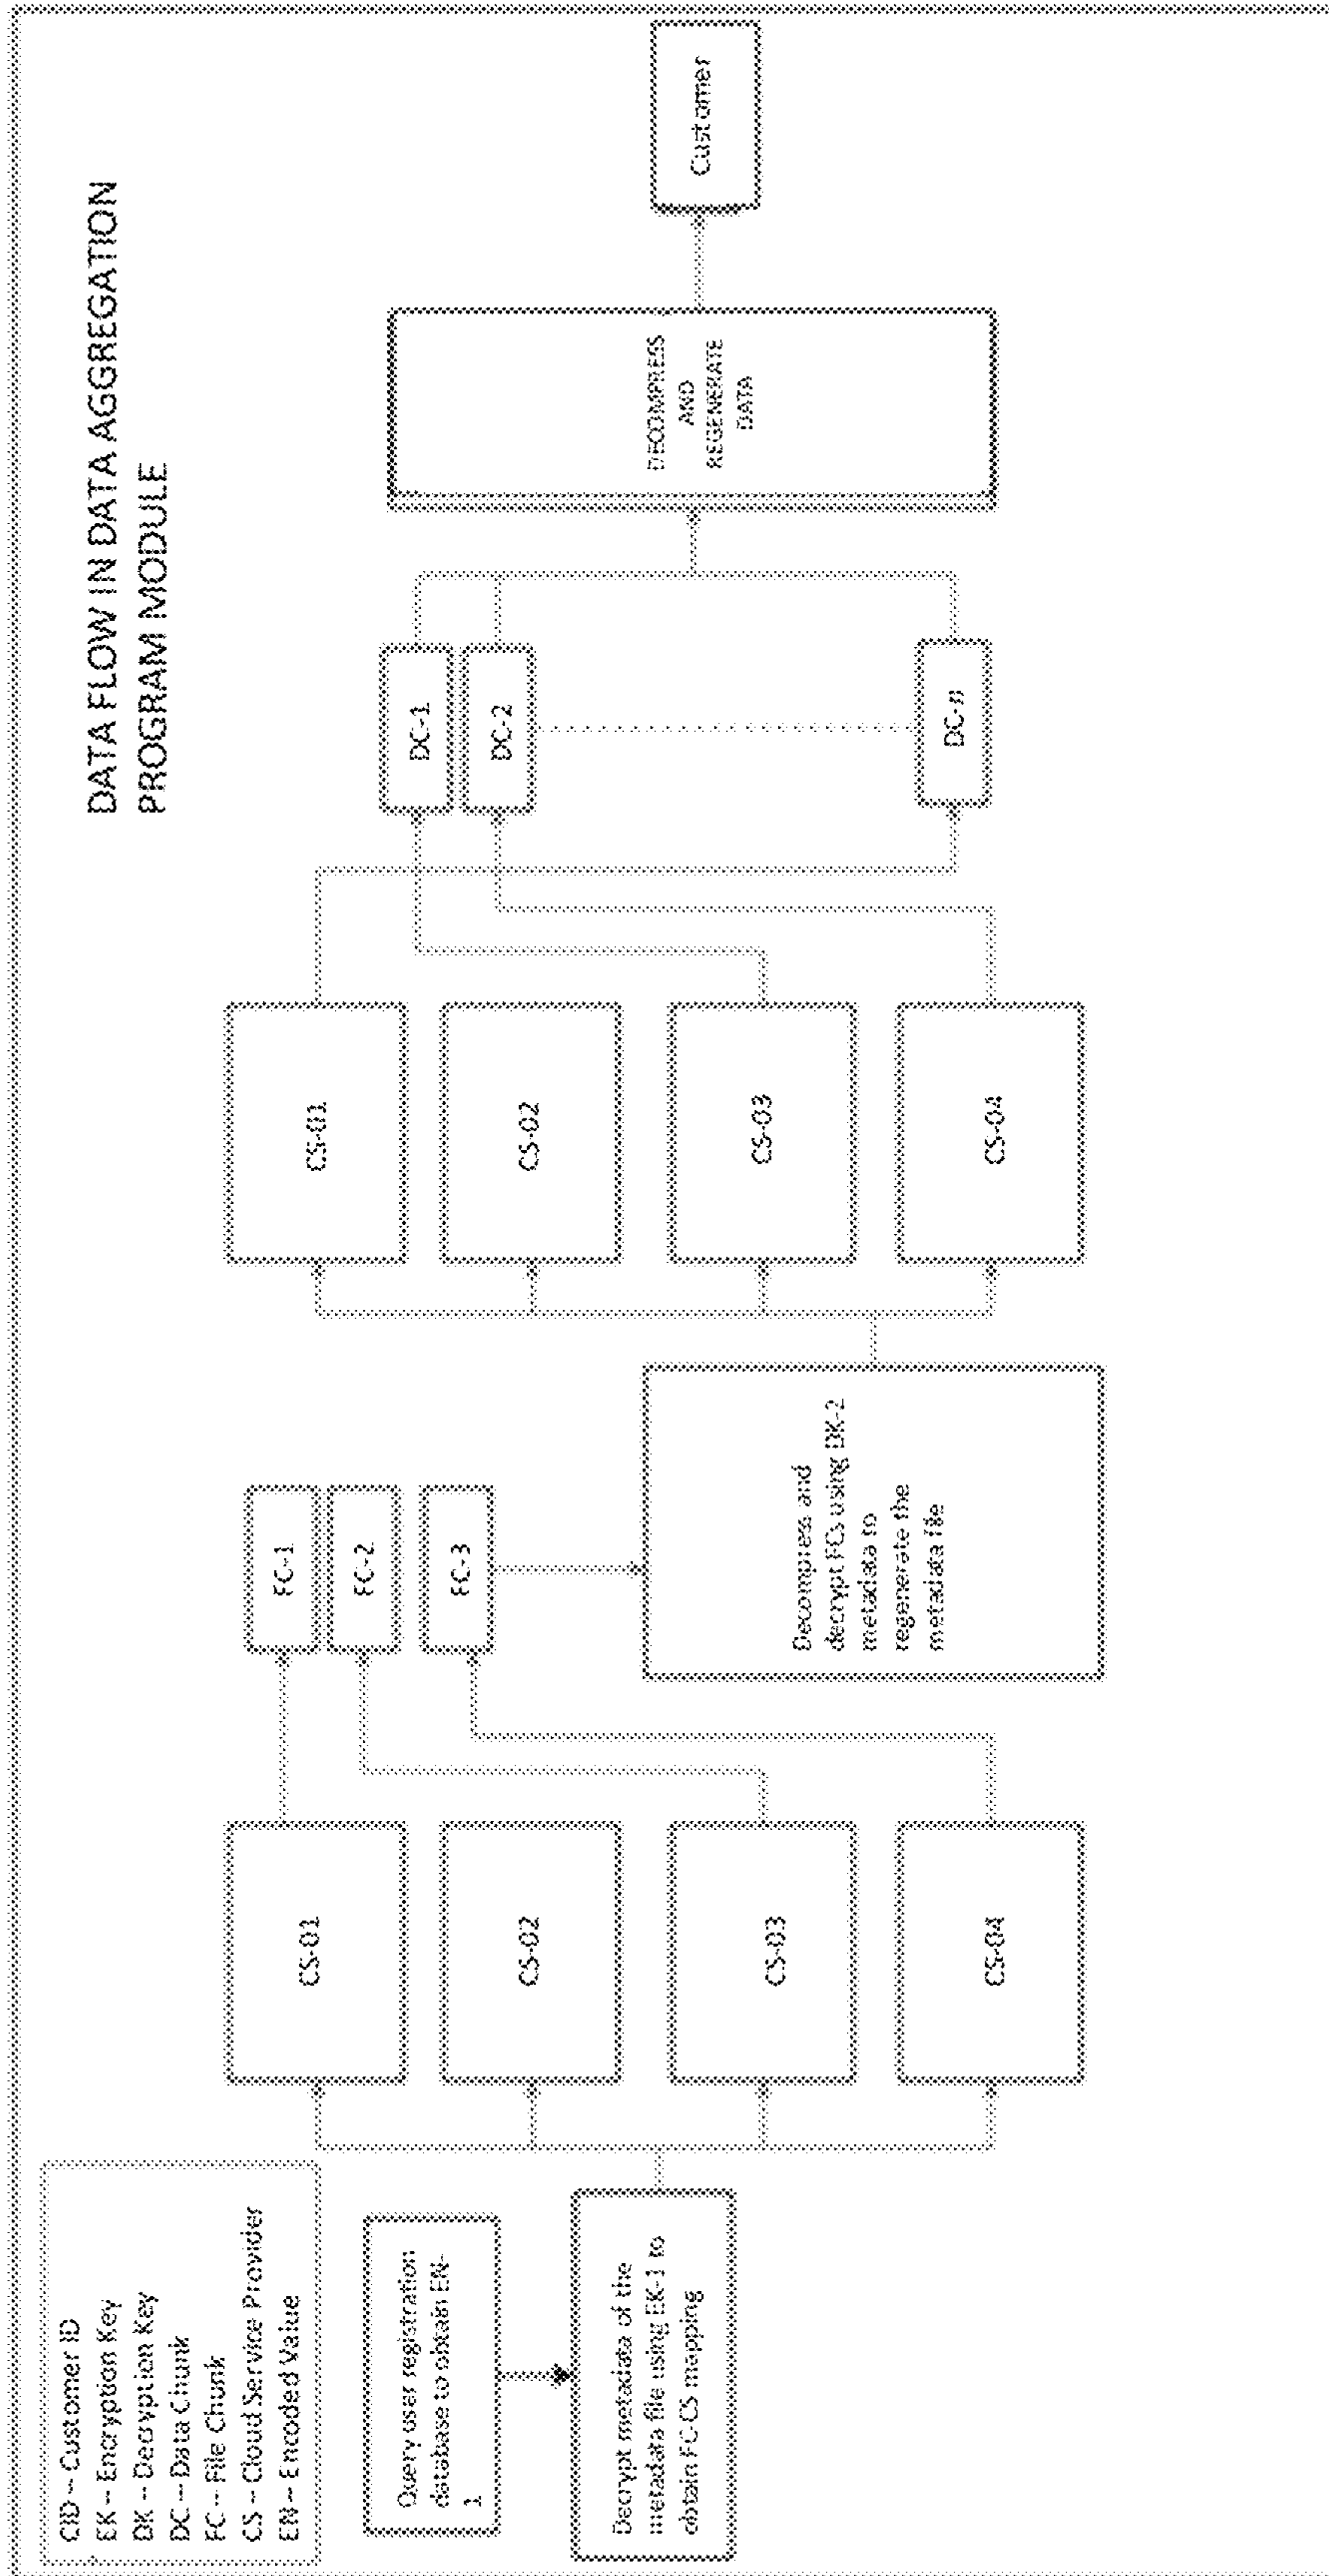 DATA FLOW IN DATA AGGREGATION
PROGRAM MODULE
CID -- Customer ID
EK -- Encryption Key
DK -- Decryption Key
DC -- Data Chunk
FC -- File Chunk
CS -- Cloud Service Provider
EN -- Encoded Value
Query user registration
database to obtain EN-
1
Decrypt metadata of the
metadata file using EK-1 to
obtain FC-CS mapping
CS-01
CS-02
CS-03
CS-04
FC-1
FC-2
FC-3
Decompress and
decrypt FCs using DK-2
metadata to
regenerate the
metadata file
CS-01
CS-02
CS-03
CS-04
DC-1
DC-2
DC-n
DECOMPRESS
AND
REGENERATE
DATA
Customer